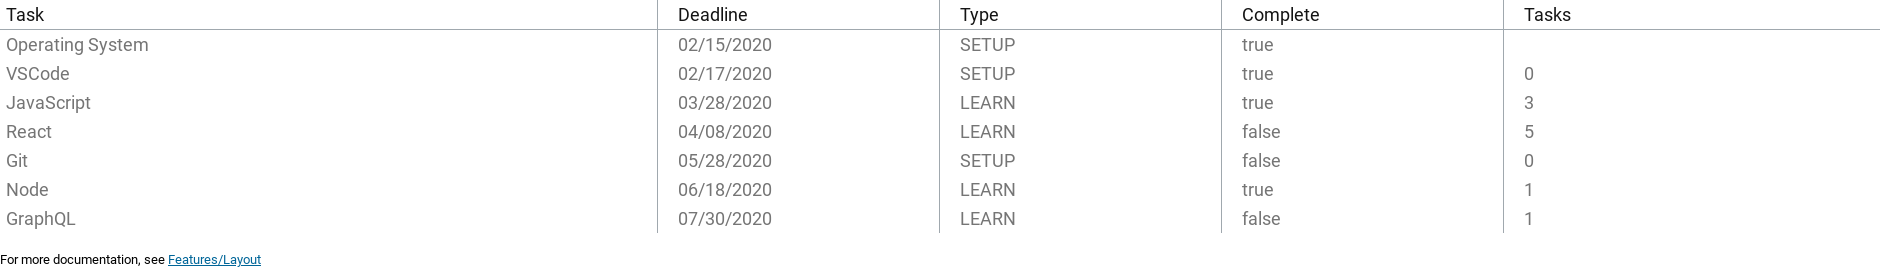 Task Deadline Type Complete Tasks
Operating System 02/15/2020 SETUP true
VSCode 02/17/2020 SETUP true 0
JavaScript 03/28/2020 LEARN true 3
React 04/08/2020 LEARN false 5
Git 05/28/2020 SETUP false 0
Node 06/18/2020 LEARN true 1
GraphQL 07/30/2020 LEARN false 1
For more documentation, see Features/Layout